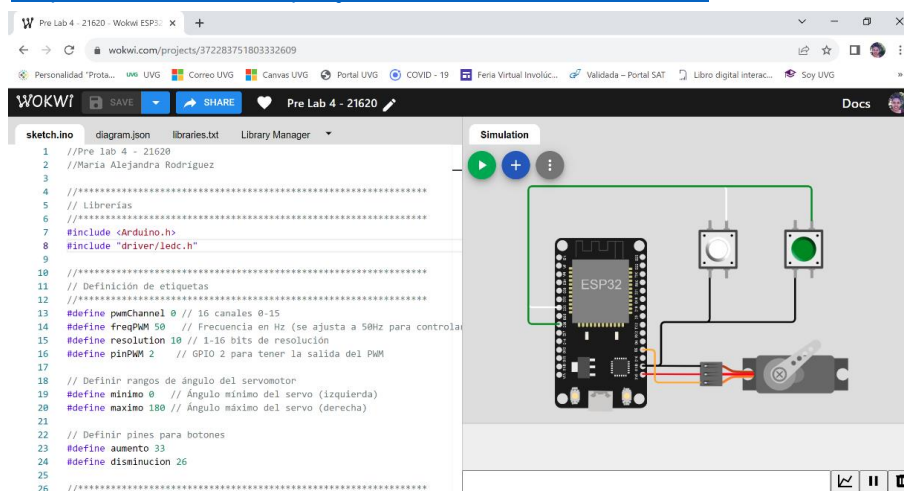 Pre Lab 4 - 21620 - Wokwi ESP32
wokwi.com/projects/372283751803332609
Personalidad "Prota... UVG UVG Correo UVG Canvas UVG Portal UVG COVID - 19 Feria Virtual Involúc... Validada – Portal SAT Libro digital interac... Soy UVG »
WOKWI SAVE SHARE Pre Lab 4 - 21620 Docs
sketch.ino diagram.json libraries.txt Library Manager Simulation
1 //Pre lab 4 - 21620
2 //María Alejandra Rodríguez
3
4 //******************************************************************
5 // Librerías
6 //******************************************************************
7 #include <Arduino.h>
8 #include "driver/ledc.h"
9
10 //******************************************************************
11 // Definición de etiquetas
12 //******************************************************************
13 #define pwmChannel 0 // 16 canales 0-15
14 #define freqPWM 50 // Frecuencia en Hz (se ajusta a 50Hz para controla
15 #define resolution 10 // 1-16 bits de resolución
16 #define pinPWM 2 // GPIO 2 para tener la salida del PWM
17
18 // Definir rangos de ángulo del servomotor
19 #define minimo 0 // Ángulo mínimo del servo (izquierda)
20 #define maximo 180 // Ángulo máximo del servo (derecha)
21
22 // Definir pines para botones
23 #define aumento 33
24 #define disminucion 26
25
26 //******************************************************************
ESP32